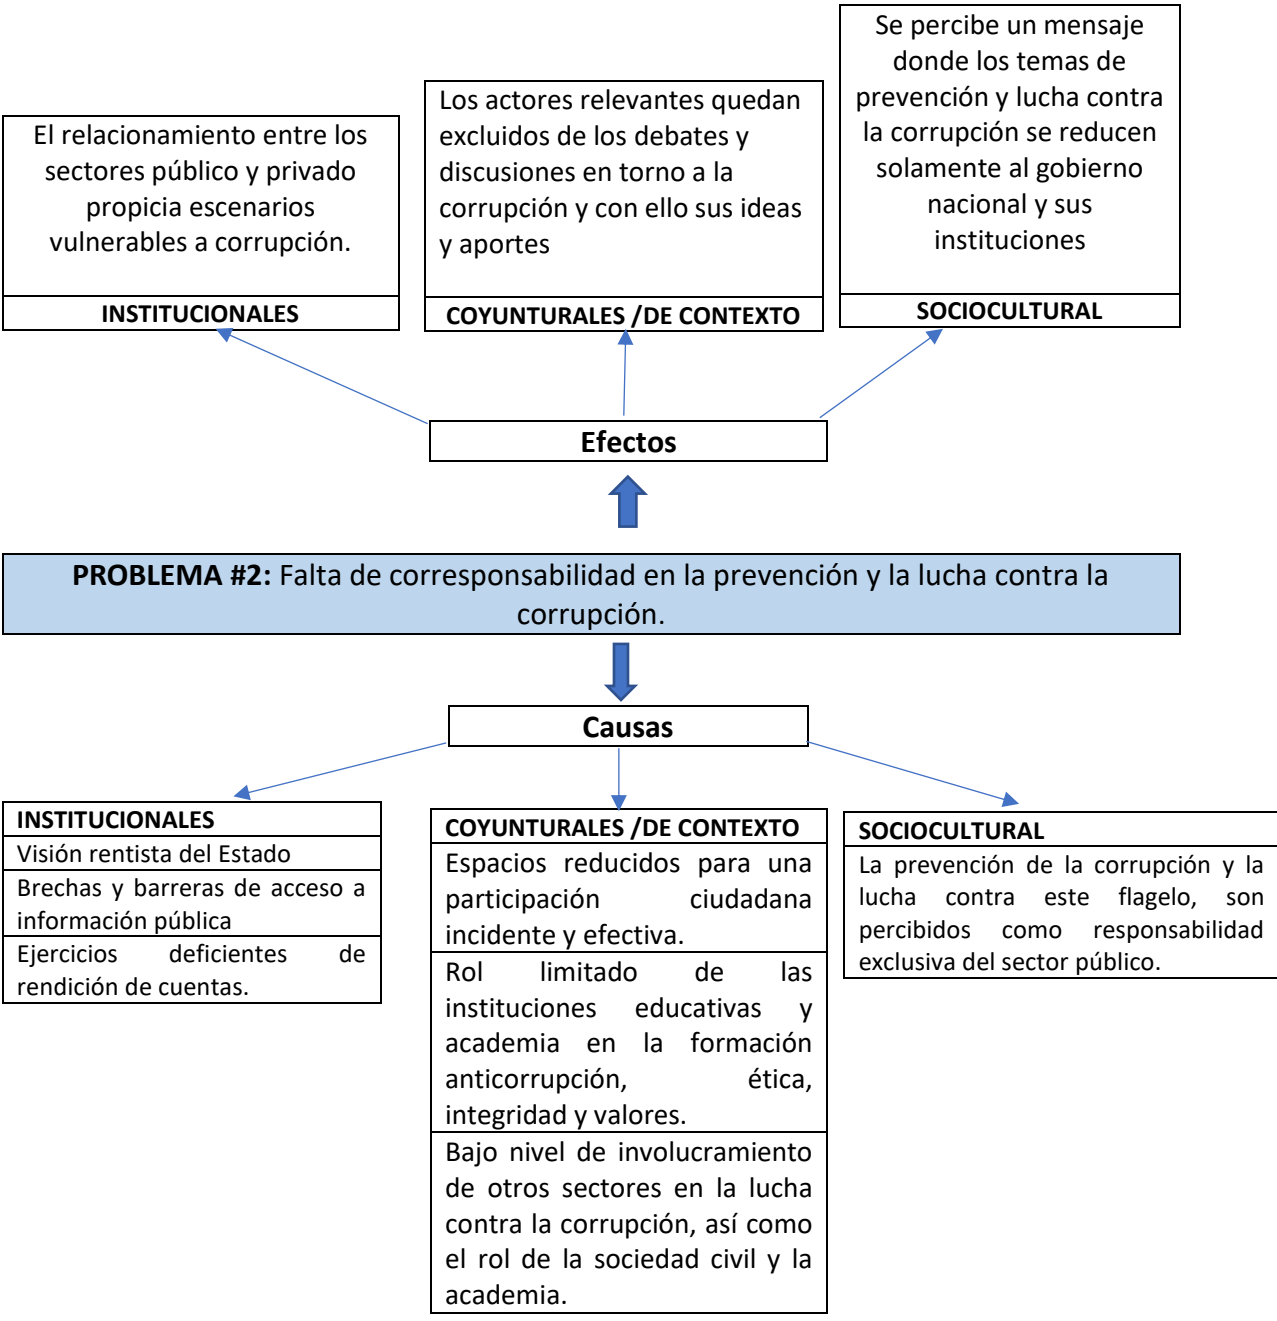 El relacionamiento entre los
sectores público y privado
propicia escenarios
vulnerables a corrupción.
INSTITUCIONALES
Los actores relevantes quedan
excluidos de los debates y
discusiones en torno a la
corrupción y con ello sus ideas
y aportes
COYUNTURALES /DE CONTEXTO
Se percibe un mensaje
donde los temas de
prevención y lucha contra
la corrupción se reducen
solamente al gobierno
nacional y sus
instituciones
SOCIOCULTURAL
Efectos
PROBLEMA #2: Falta de corresponsabilidad en la prevención y la lucha contra la
corrupción.
Causas
INSTITUCIONALES
Visión rentista del Estado
Brechas y barreras de acceso a
información pública
Ejercicios deficientes de
rendición de cuentas.
COYUNTURALES /DE CONTEXTO
Espacios reducidos para una
participación ciudadana
incidente y efectiva.
Rol limitado de las
instituciones educativas y
academia en la formación
anticorrupción, ética,
integridad y valores.
Bajo nivel de involucramiento
de otros sectores en la lucha
contra la corrupción, así como
el rol de la sociedad civil y la
academia.
SOCIOCULTURAL
La prevención de la corrupción y la
lucha contra este flagelo, son
percibidos como responsabilidad
exclusiva del sector público.